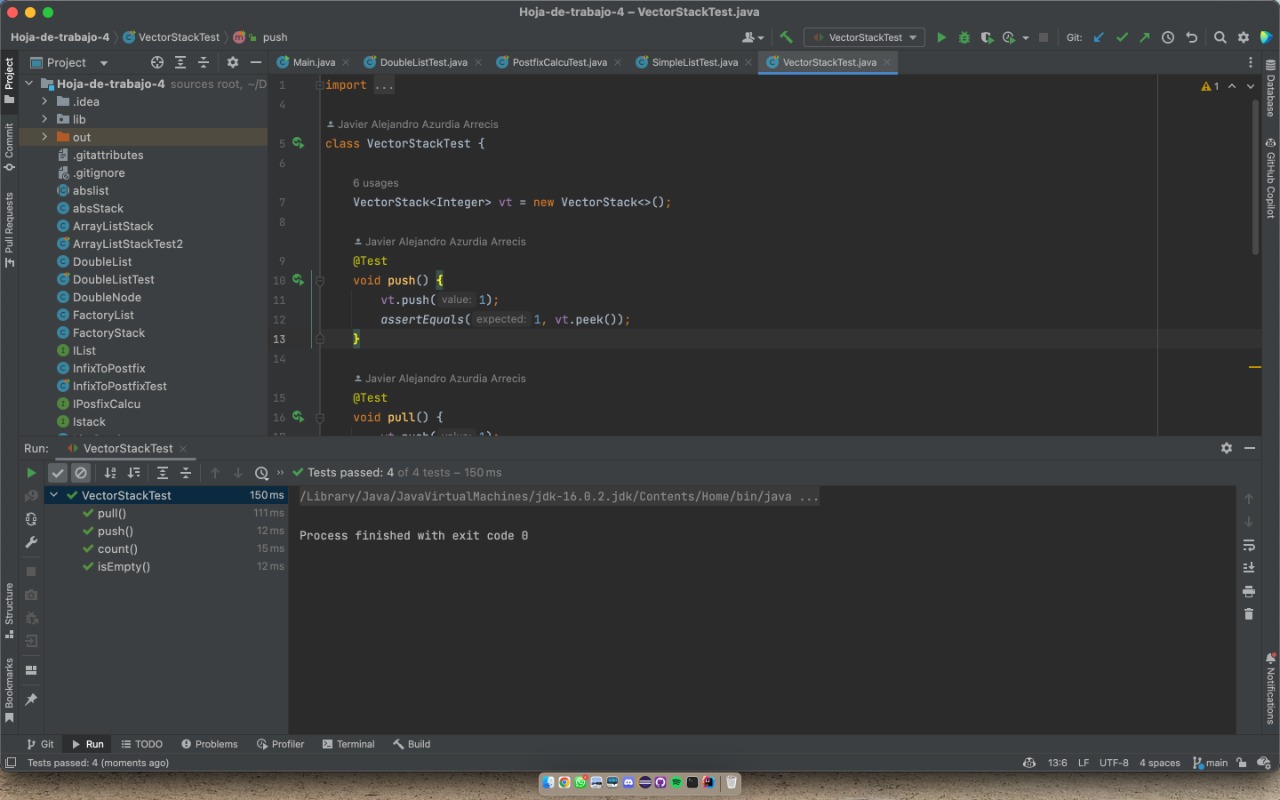 Hoja-de-trabajo-4 – VectorStackTest.java
Hoja-de-trabajo-4 VectorStackTest push
VectorStackTest
Git:
Project
Main.java DoubleListTest.java PostfixCalcuTest.java SimpleListTest.java VectorStackTest.java
Hoja-de-trabajo-4 sources root, ~/D
.idea
lib
out
.gitattributes
.gitignore
abslist
absStack
ArrayListStack
ArrayListStackTest2
DoubleList
DoubleListTest
DoubleNode
FactoryList
FactoryStack
IList
InfixToPostfix
InfixToPostfixTest
IPosfixCalcu
Istack
1 import ...
1
4
Javier Alejandro Azurdia Arrecis
5 class VectorStackTest {
6
6 usages
7 VectorStack<Integer> vt = new VectorStack<>();
8
Javier Alejandro Azurdia Arrecis
9 @Test
10 void push() {
11 vt.push( value: 1);
12 assertEquals( expected: 1, vt.peek());
13 }
14
Javier Alejandro Azurdia Arrecis
15 @Test
16 void pull() {
17 vt.push( value: 1);
Project
Commit
Pull Requests
Structure
Bookmarks
Database
GitHub Copilot
Notifications
Run: VectorStackTest
Tests passed: 4 of 4 tests – 150 ms
VectorStackTest 150 ms
pull() 111 ms
push() 12 ms
count() 15 ms
isEmpty() 12 ms
/Library/Java/JavaVirtualMachines/jdk-16.0.2.jdk/Contents/Home/bin/java ...
Process finished with exit code 0
Git Run TODO Problems Profiler Terminal Build
Tests passed: 4 (moments ago)
13:6 LF UTF-8 4 spaces main